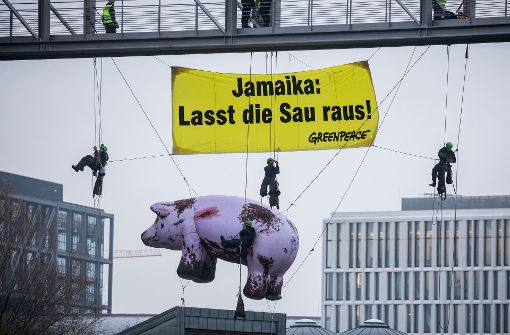 Jamaika:
Lasst die Sau raus!
GREENPEACE